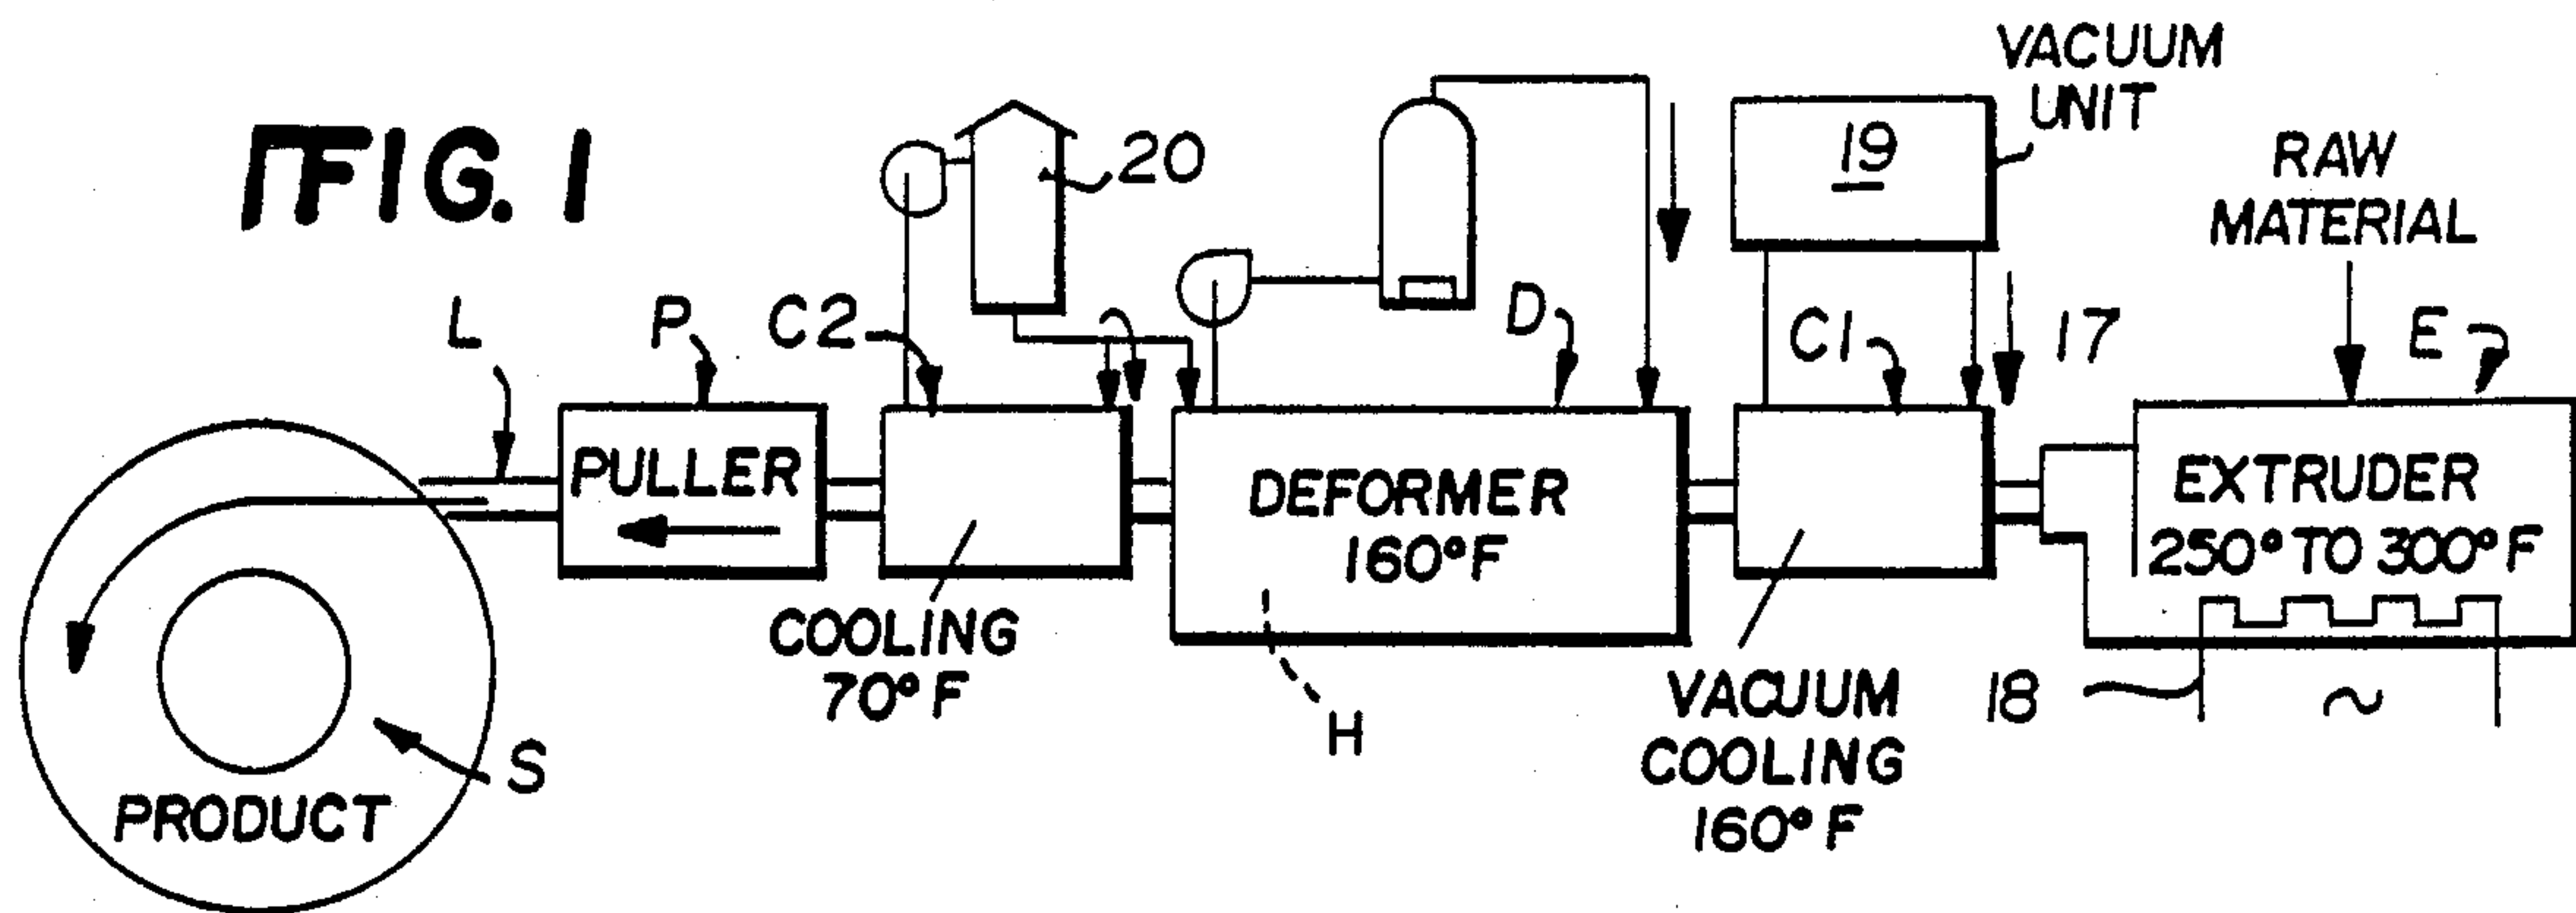 FIG. 1
VACUUM
UNIT
19
20
RAW
MATERIAL
L
P
C2
D
C1
17
E
PULLER
DEFORMER
160°F
EXTRUDER
250° TO 300°F
COOLING
70°F
H
VACUUM
COOLING
160°F
18
~
S
PRODUCT